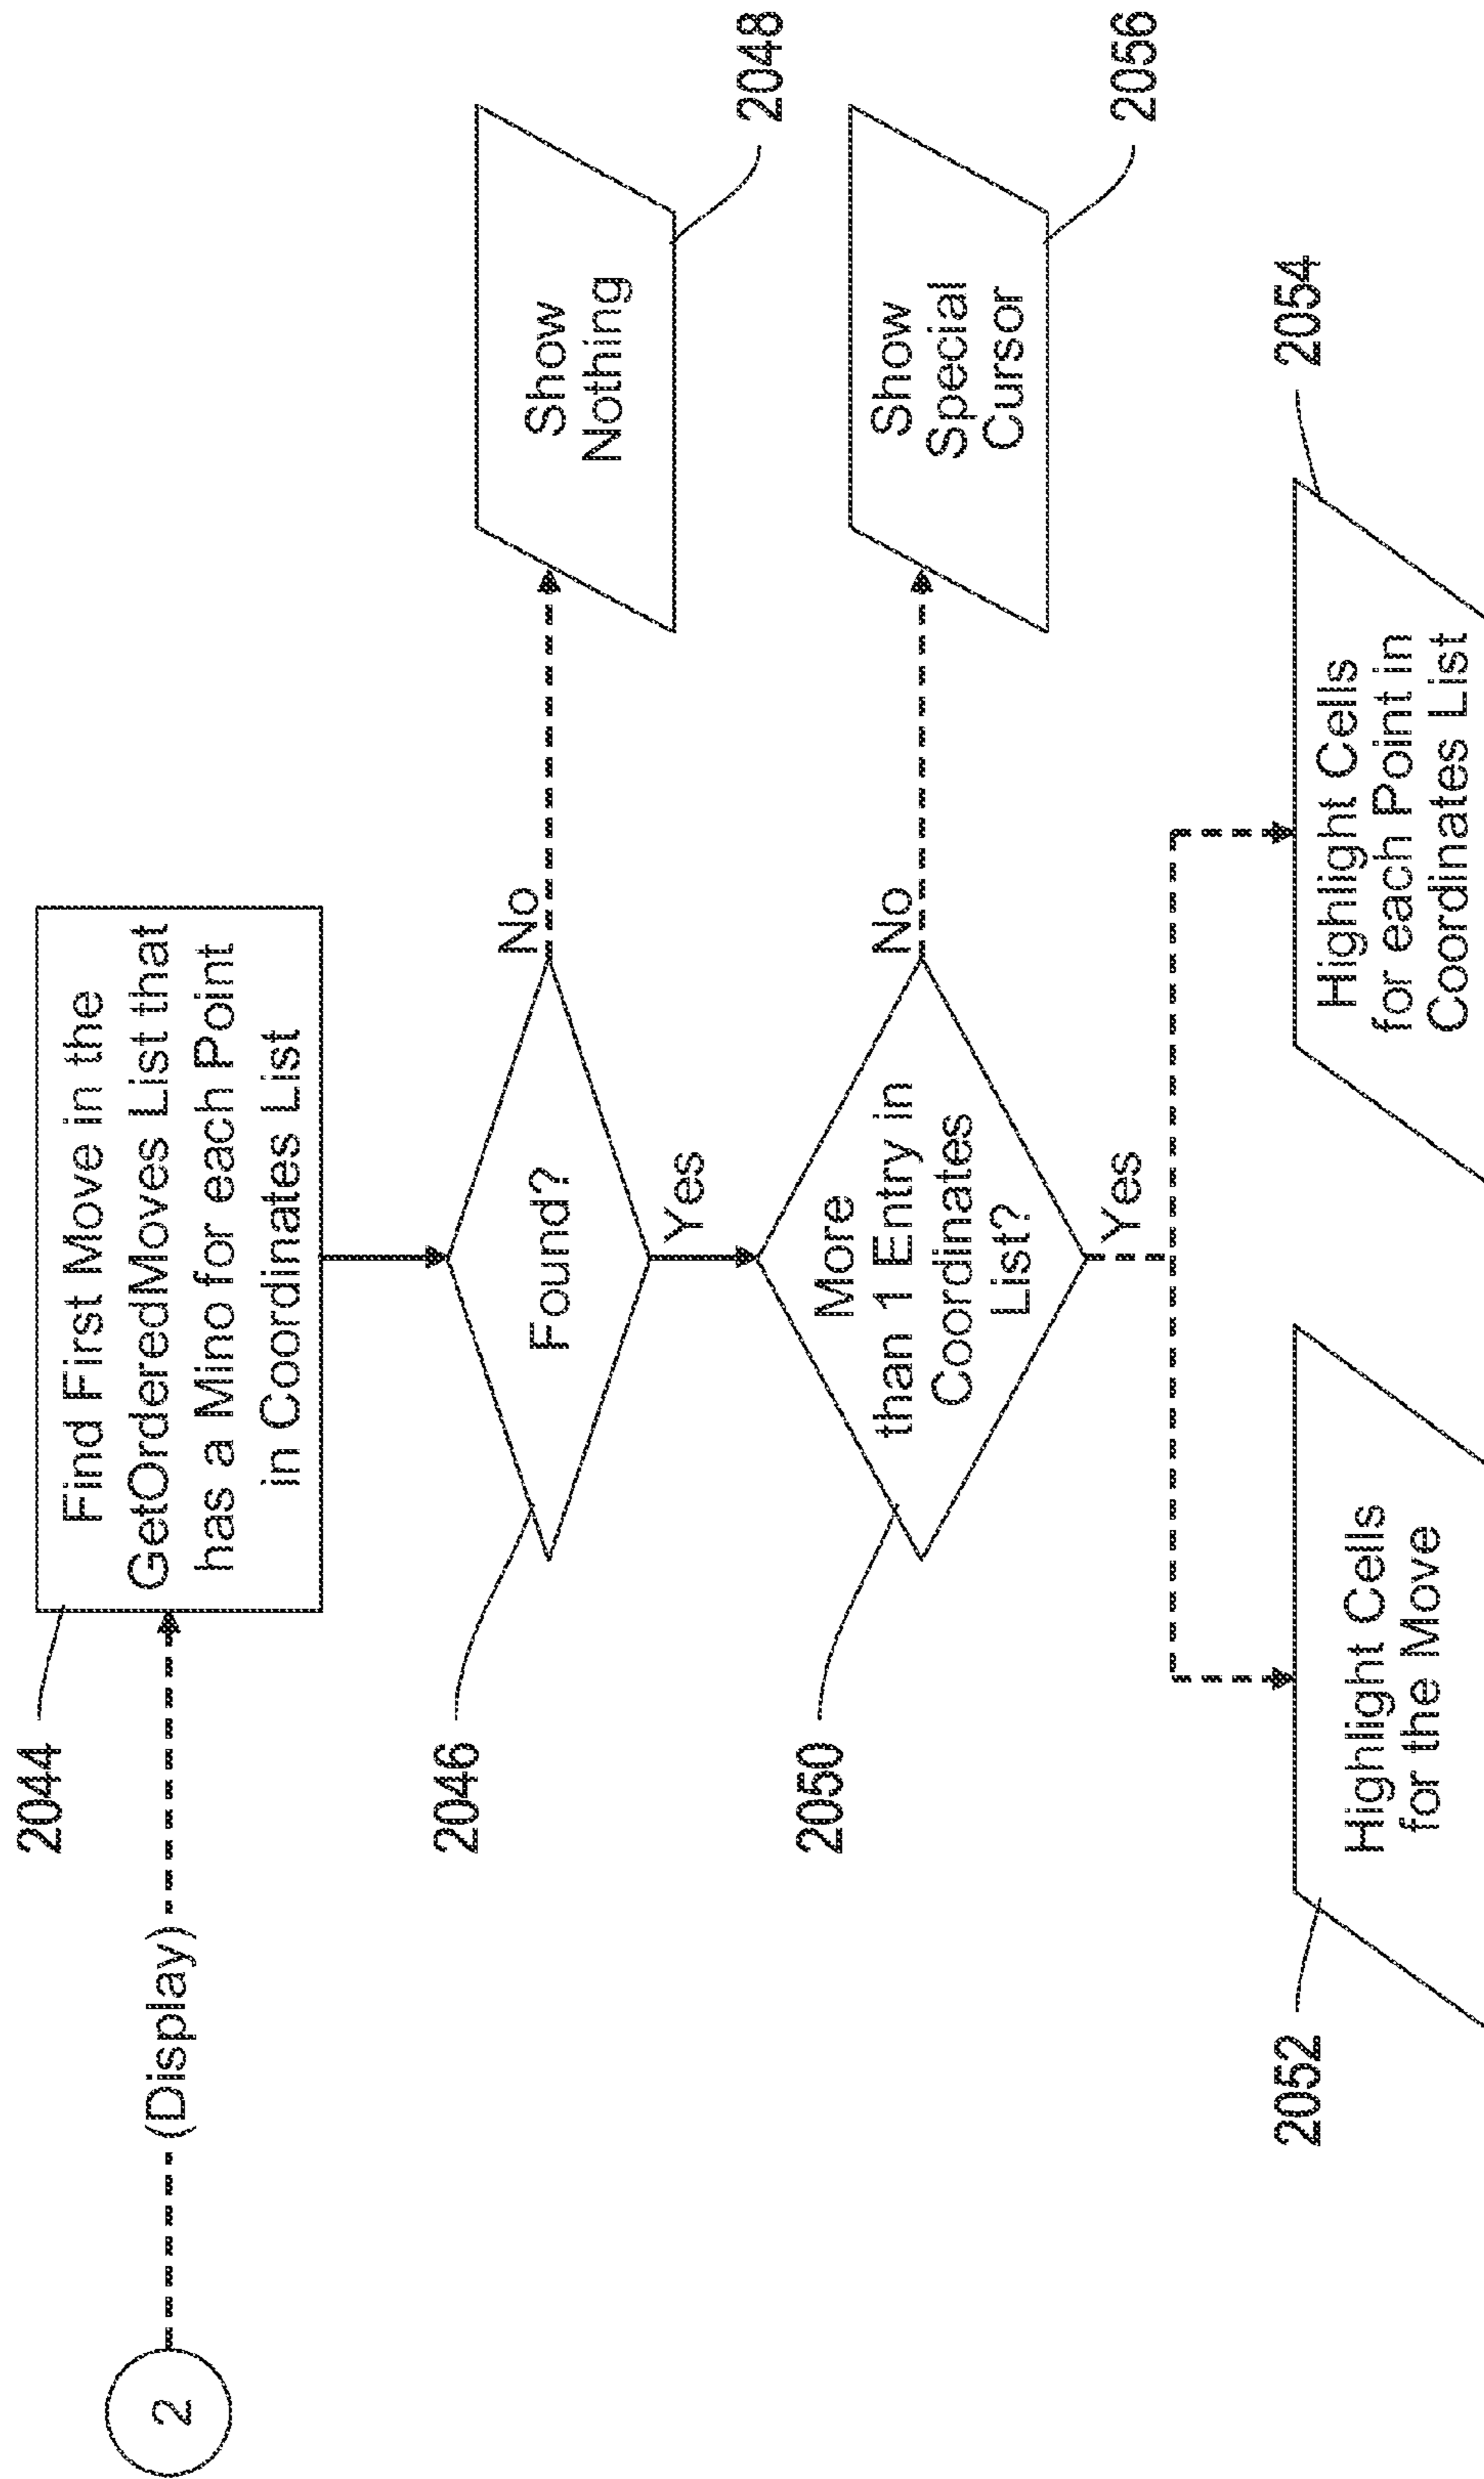 2
(Display)
2044
Find First Move in the
GetOrderedMoves List that
has a Mino for each Point
in Coordinates List
2046
Found?
No
Show
Nothing
2048
Yes
2050
More
than 1 Entry in
Coordinates
List?
No
Show
Special
Cursor
2056
Yes
2052
Highlight Cells
for the Move
Highlight Cells
for each Point in
Coordinates List
2054